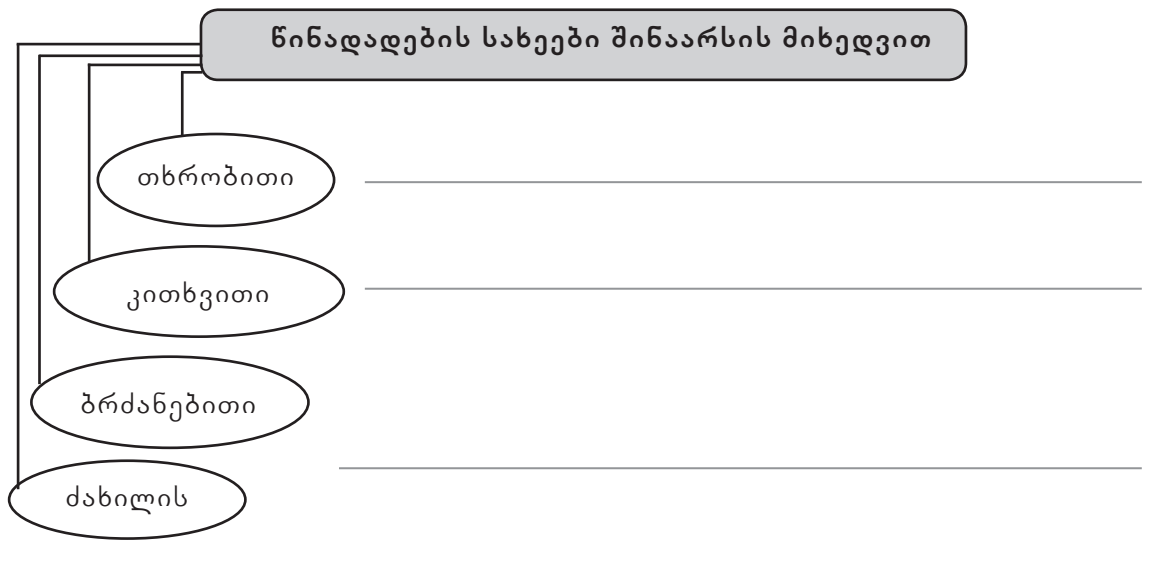 წინადადების სახეები შინაარსის მიხედვით
თხრობითი
კითხვითი
ბრძანებითი
ძახილის